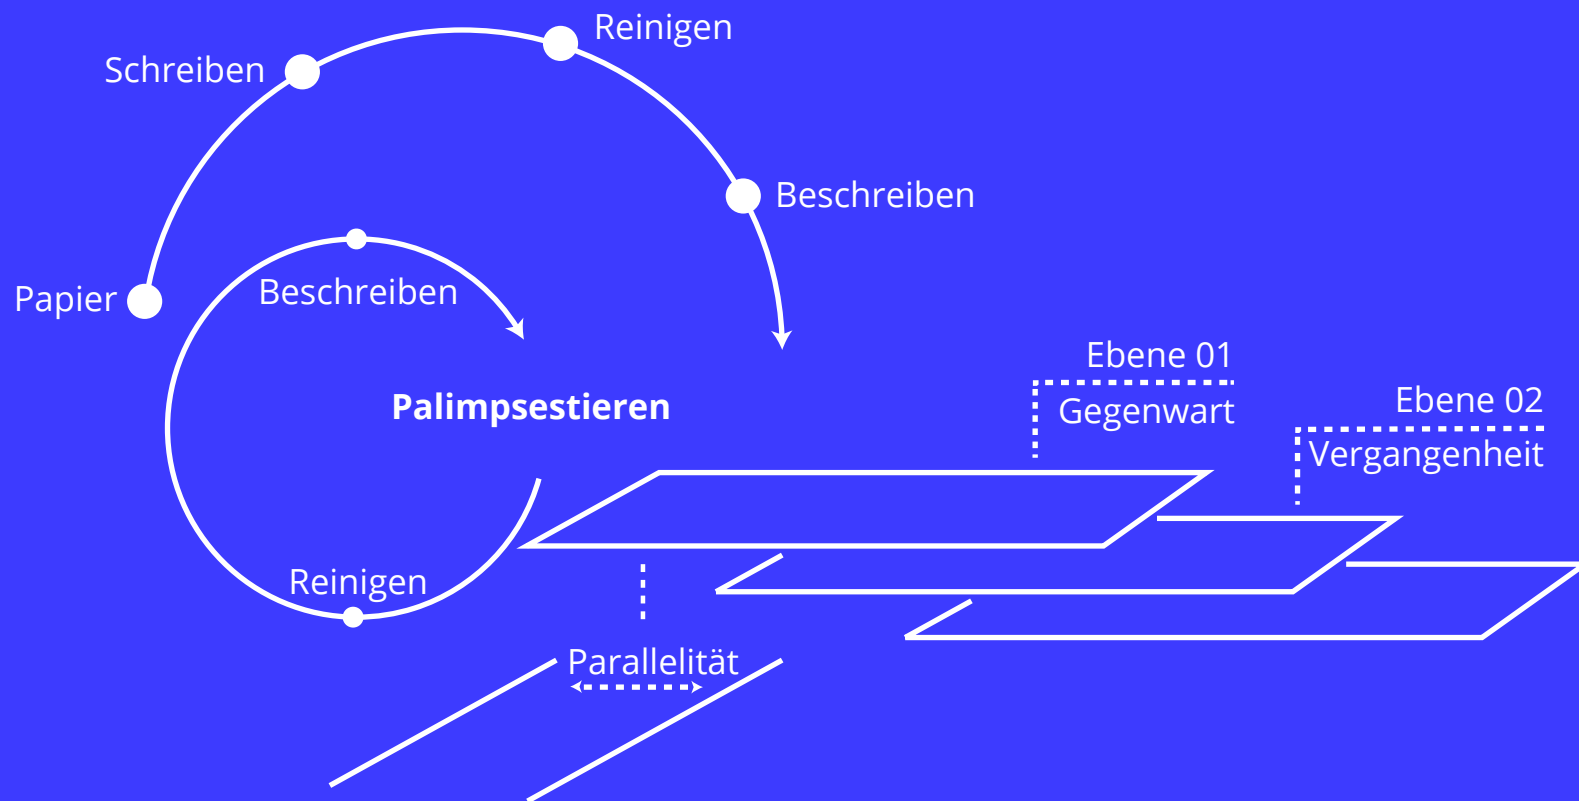 Reinigen
Schreiben
Beschreiben
Papier
Beschreiben
Palimpsestieren
Reinigen
Ebene 01
Gegenwart
Ebene 02
Vergangenheit
Parallelität